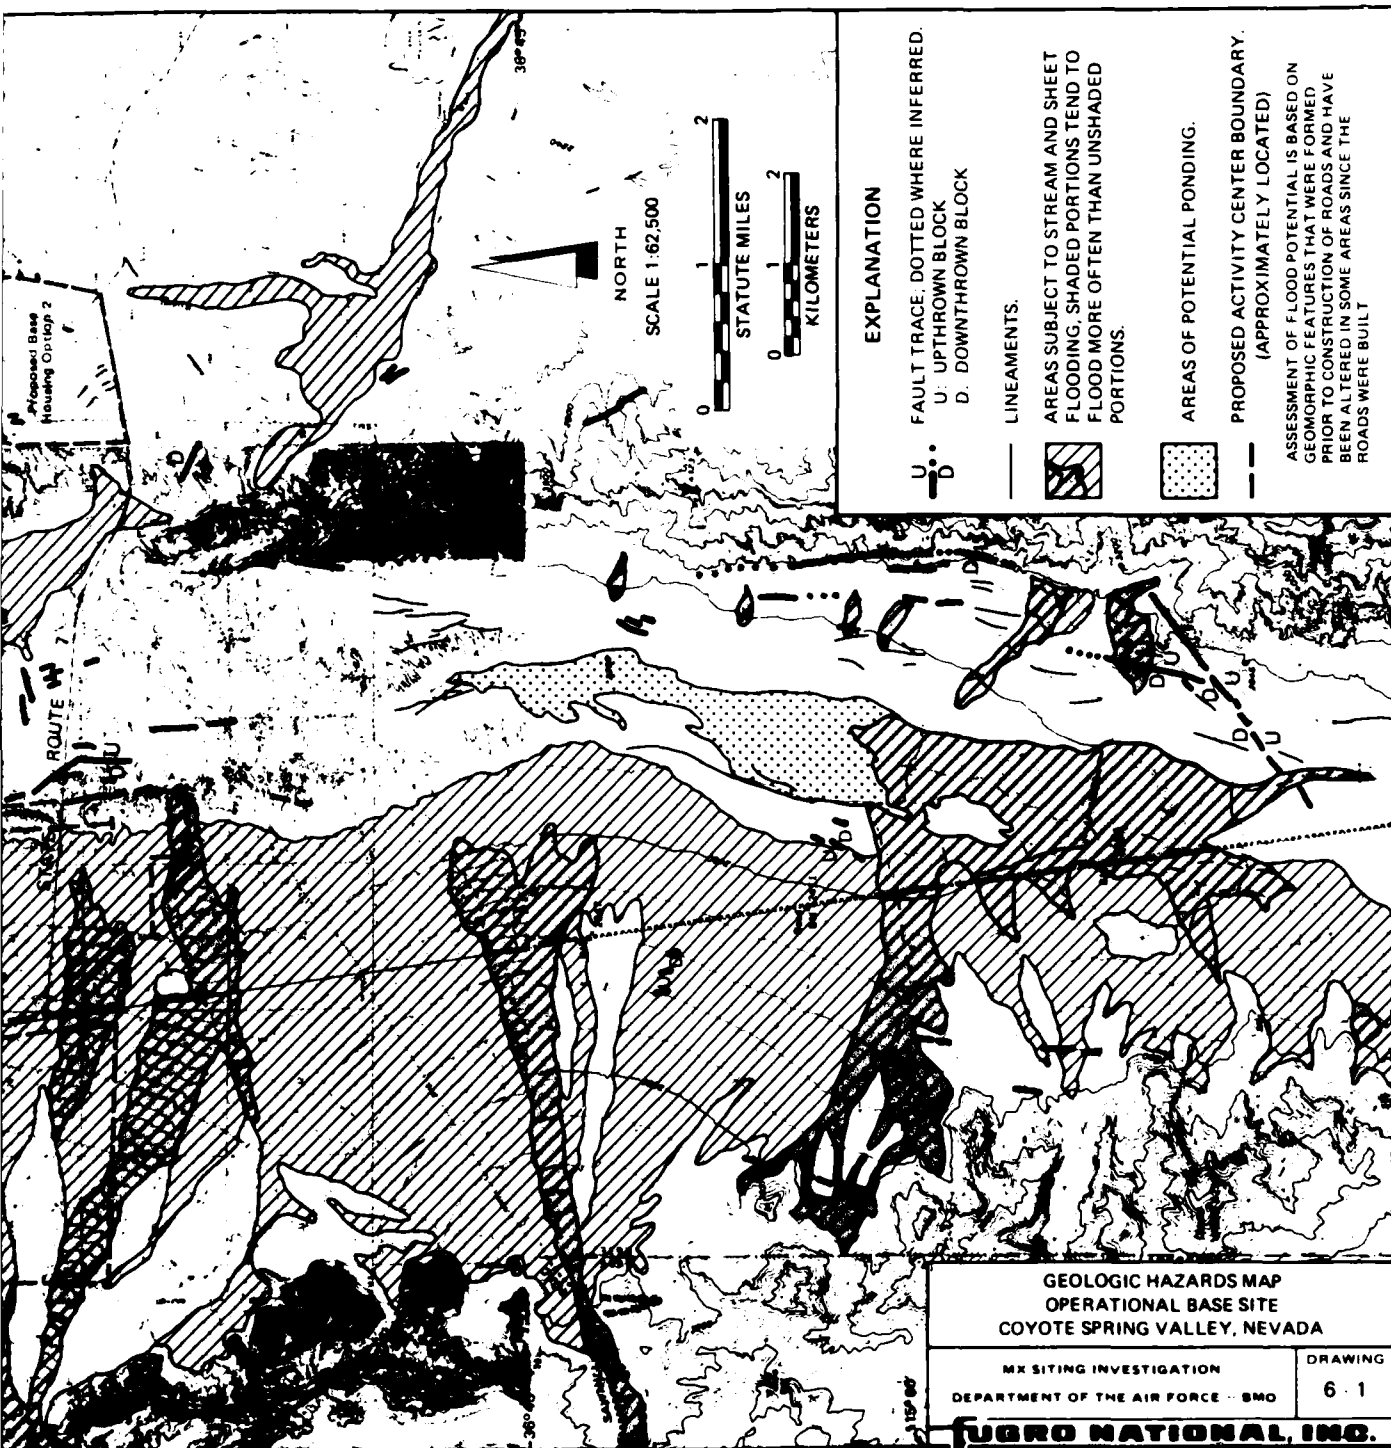 EXPLANATION
U
D
FAULT TRACE, DOTTED WHERE INFERRED.
U: UPTHROWN BLOCK
D. DOWNTHROWN BLOCK
LINEAMENTS.
AREAS SUBJECT TO STREAM AND SHEET
FLOODING, SHADED PORTIONS TEND TO
FLOOD MORE OFTEN THAN UNSHADED
PORTIONS.
AREAS OF POTENTIAL PONDING.
PROPOSED ACTIVITY CENTER BOUNDARY.
(APPROXIMATELY LOCATED)
ASSESSMENT OF FLOOD POTENTIAL IS BASED ON
GEOMORPHIC FEATURES THAT WERE FORMED
PRIOR TO CONSTRUCTION OF ROADS AND HAVE
BEEN ALTERED IN SOME AREAS SINCE THE
ROADS WERE BUILT
NORTH
SCALE 1:62,500
0 1 2
STATUTE MILES
0 1 2
KILOMETERS
Proposed Base
Housing Option 2
STATE ROUTE
GEOLOGIC HAZARDS MAP
OPERATIONAL BASE SITE
COYOTE SPRING VALLEY, NEVADA
MX SITING INVESTIGATION
DEPARTMENT OF THE AIR FORCE - BMO
DRAWING
6-1
FUGRO NATIONAL, INC.